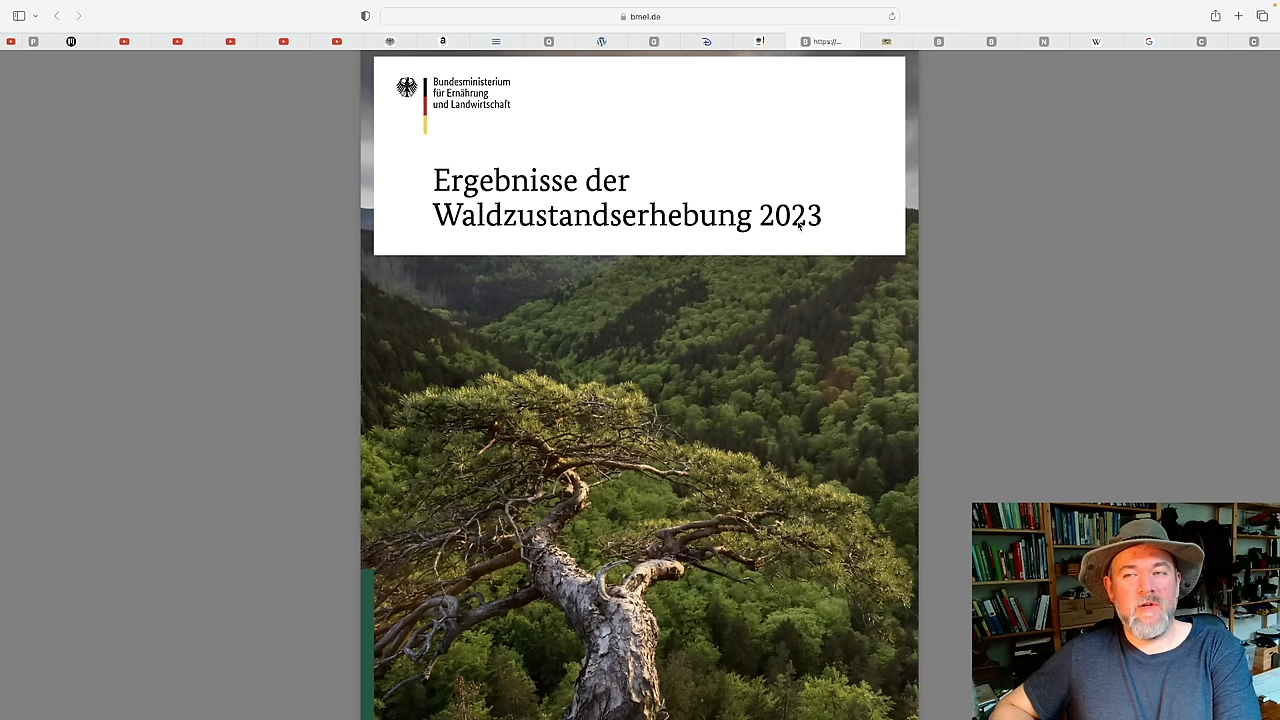 bmel.de
https://...
Bundesministerium
für Ernährung
und Landwirtschaft
Ergebnisse der
Waldzustandserhebung 2023